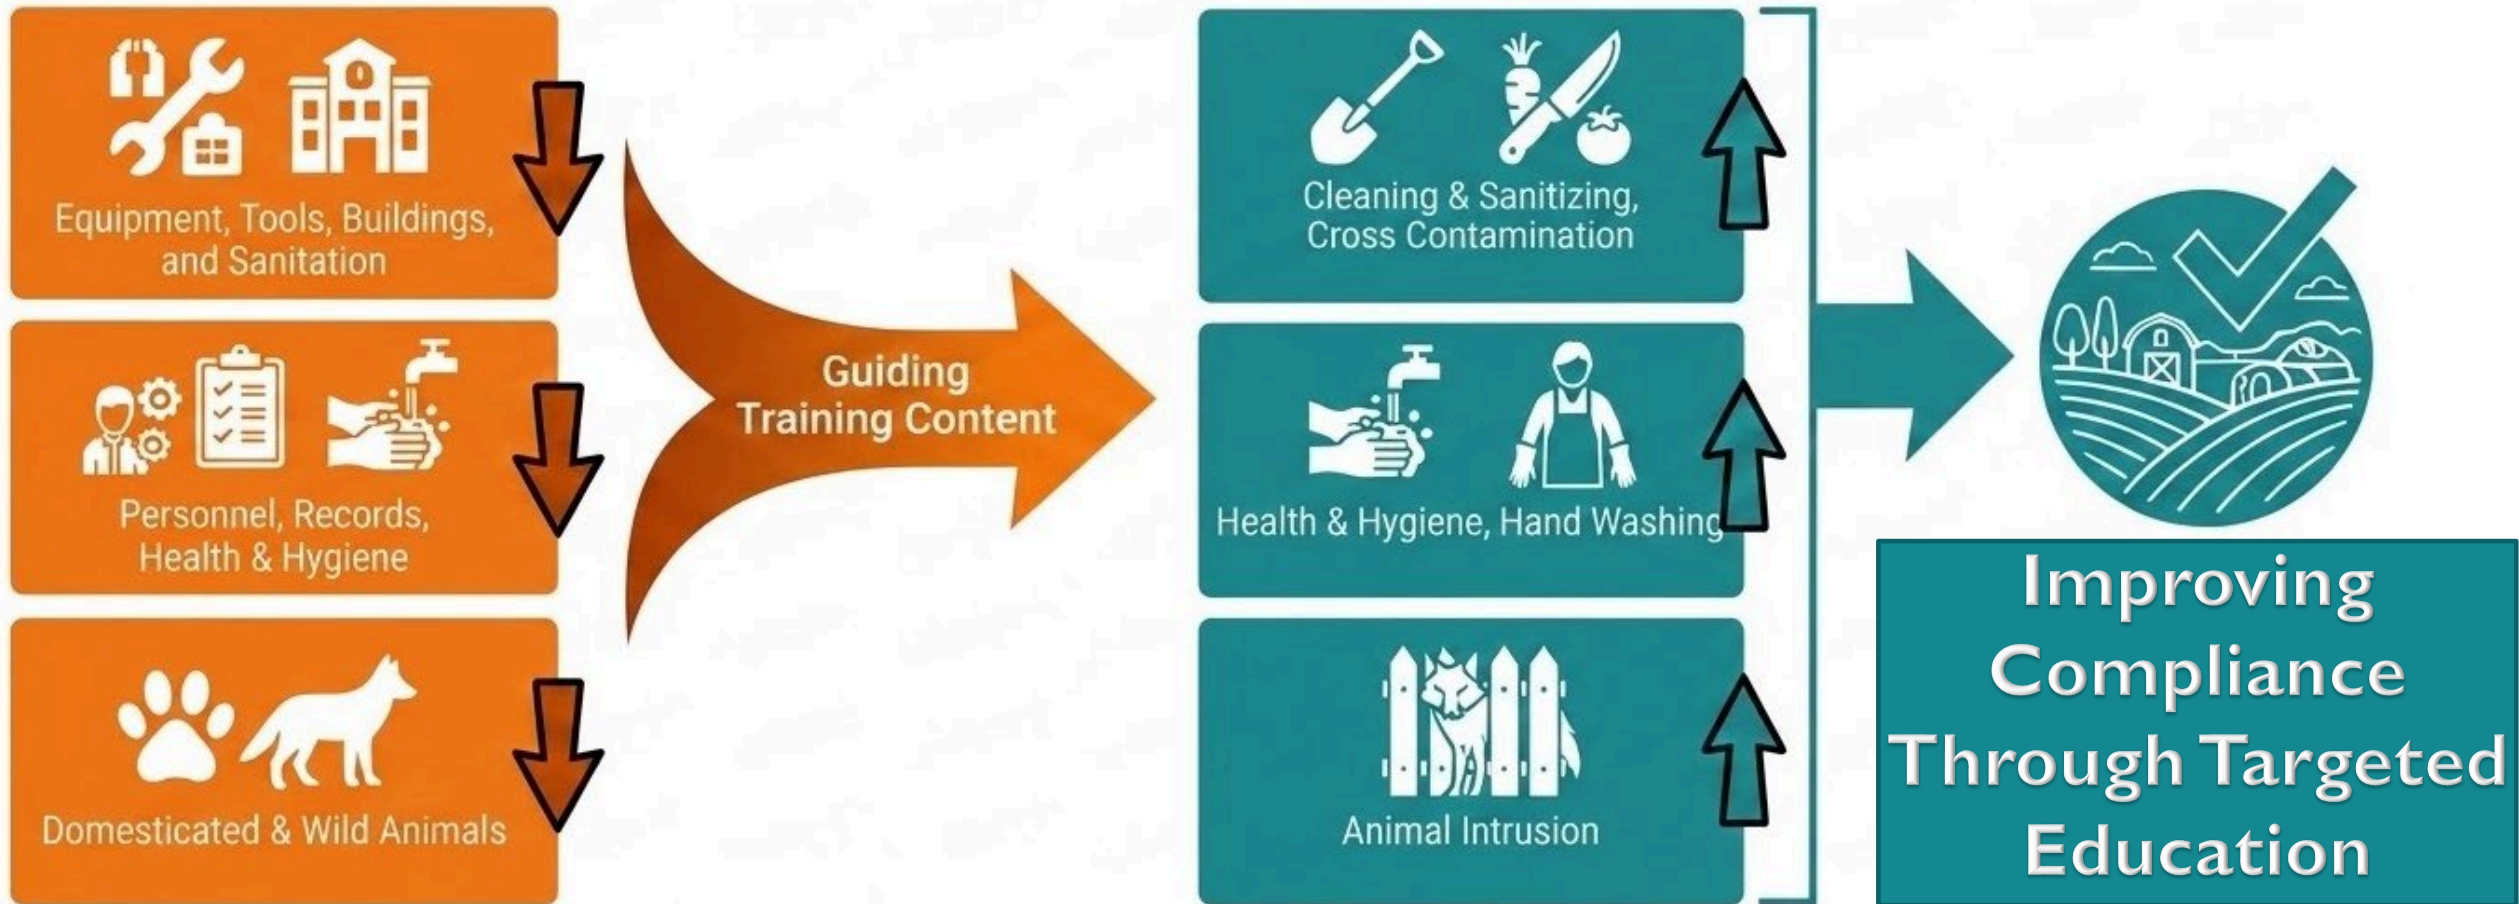 Equipment, Tools, Buildings,
and Sanitation
Personnel, Records,
Health & Hygiene
Domesticated & Wild Animals
Guiding
Training Content
Cleaning & Sanitizing,
Cross Contamination
Health & Hygiene, Hand Washing
Animal Intrusion
Improving
Compliance
Through Targeted
Education